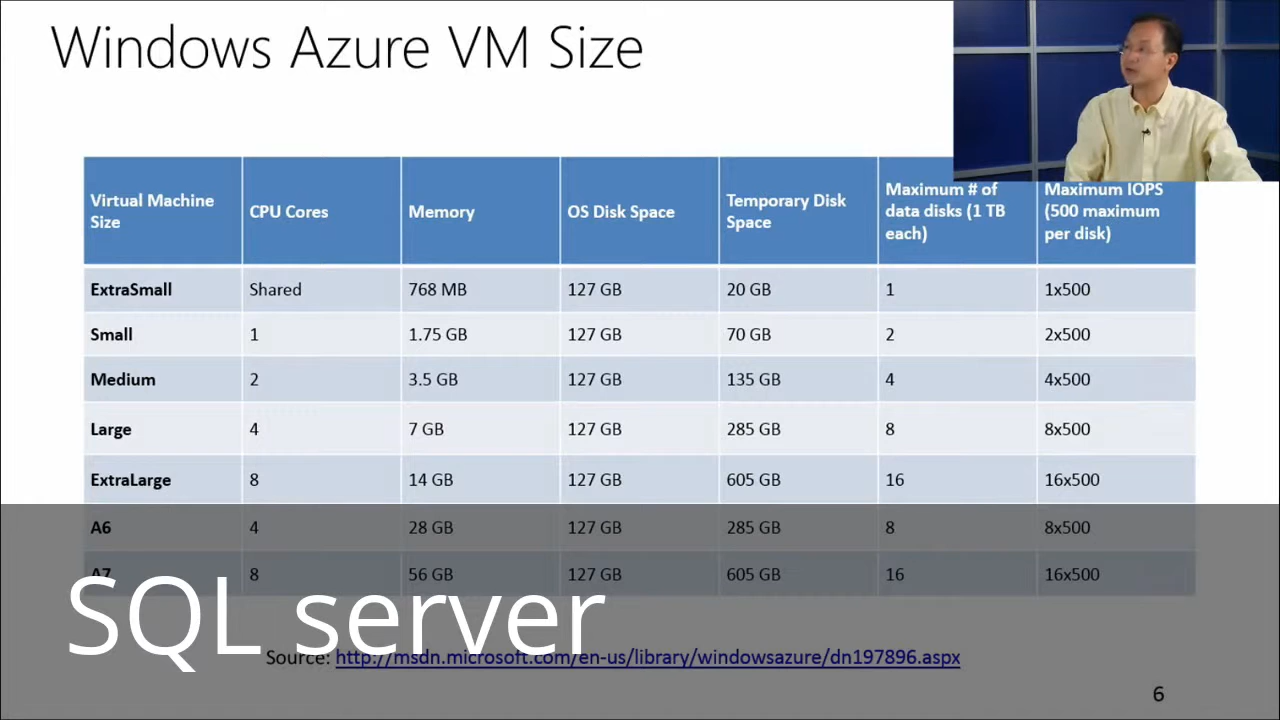 Windows Azure VM Size
Virtual Machine Size | CPU Cores | Memory | OS Disk Space | Temporary Disk Space | Maximum # of data disks (1 TB each) | Maximum IOPS (500 maximum per disk)
ExtraSmall | Shared | 768 MB | 127 GB | 20 GB | 1 | 1x500
Small | 1 | 1.75 GB | 127 GB | 70 GB | 2 | 2x500
Medium | 2 | 3.5 GB | 127 GB | 135 GB | 4 | 4x500
Large | 4 | 7 GB | 127 GB | 285 GB | 8 | 8x500
ExtraLarge | 8 | 14 GB | 127 GB | 605 GB | 16 | 16x500
A6 | 4 | 28 GB | 127 GB | 285 GB | 8 | 8x500
A7 | 8 | 56 GB | 127 GB | 605 GB | 16 | 16x500
SQL server
Source: http://msdn.microsoft.com/en-us/library/windowsazure/dn197896.aspx
6